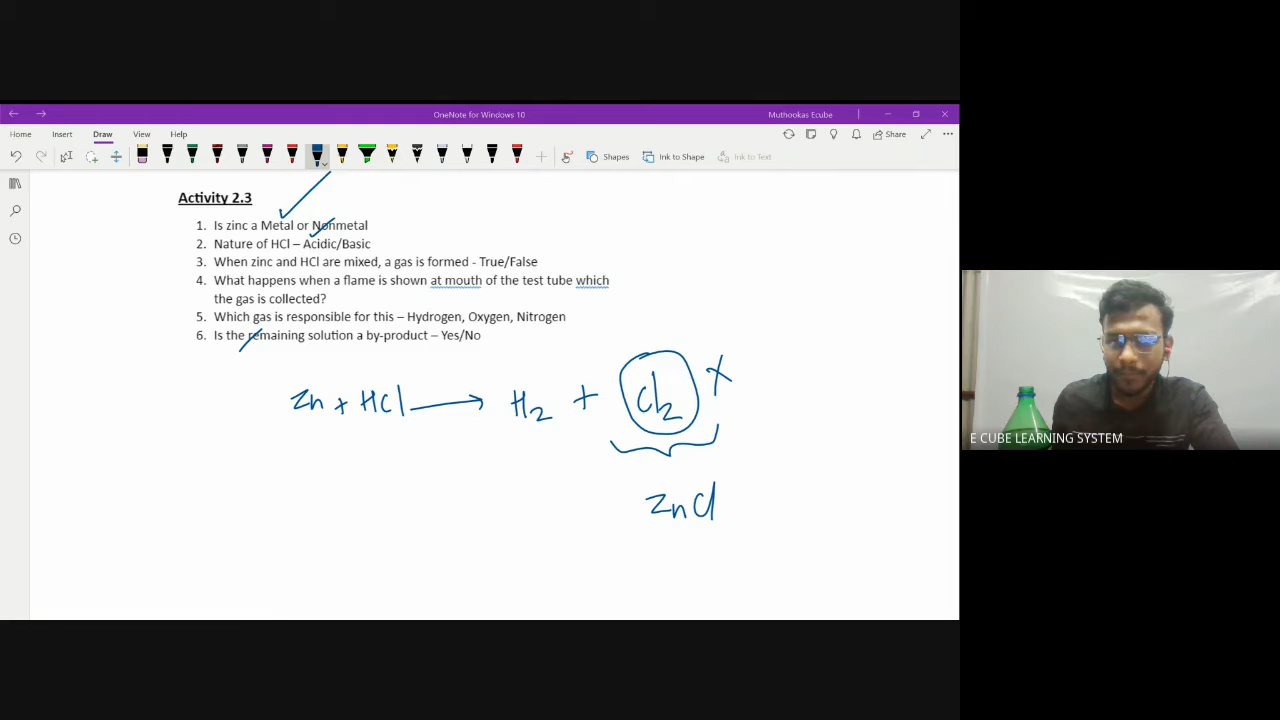 OneNote for Windows 10
Muthookas Ecube
Home Insert Draw View Help
Share
Shapes Ink to Shape Ink to Text
Activity 2.3
1. Is zinc a Metal or Nonmetal
2. Nature of HCl – Acidic/Basic
3. When zinc and HCl are mixed, a gas is formed - True/False
4. What happens when a flame is shown at mouth of the test tube which
the gas is collected?
5. Which gas is responsible for this – Hydrogen, Oxygen, Nitrogen
6. Is the remaining solution a by-product – Yes/No
Zn + HCl → H2 + Cl2 X
ZnCl
E CUBE LEARNING SYSTEM